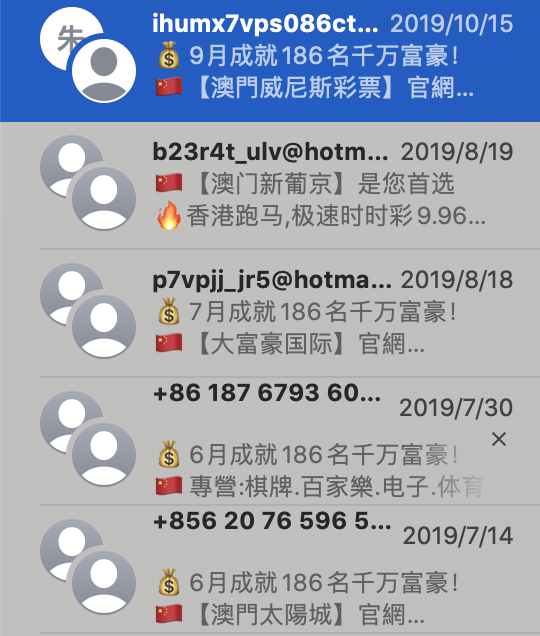 朱
ihumx7vps086ct... 2019/10/15
💰 9月成就186名千万富豪！
🇨🇳【澳門威尼斯彩票】官網...
b23r4t_ulv@hotm... 2019/8/19
🇨🇳【澳门新葡京】是您首选
🔥香港跑马,极速时时彩9.96...
p7vpjj_jr5@hotma... 2019/8/18
💰 7月成就186名千万富豪！
🇨🇳【大富豪国际】官網...
+86 187 6793 60... 2019/7/30
💰 6月成就186名千万富豪！
🇨🇳 專營:棋牌.百家樂.电子.体育
+856 20 76 596 5... 2019/7/14
💰 6月成就186名千万富豪！
🇨🇳【澳門太陽城】官網...